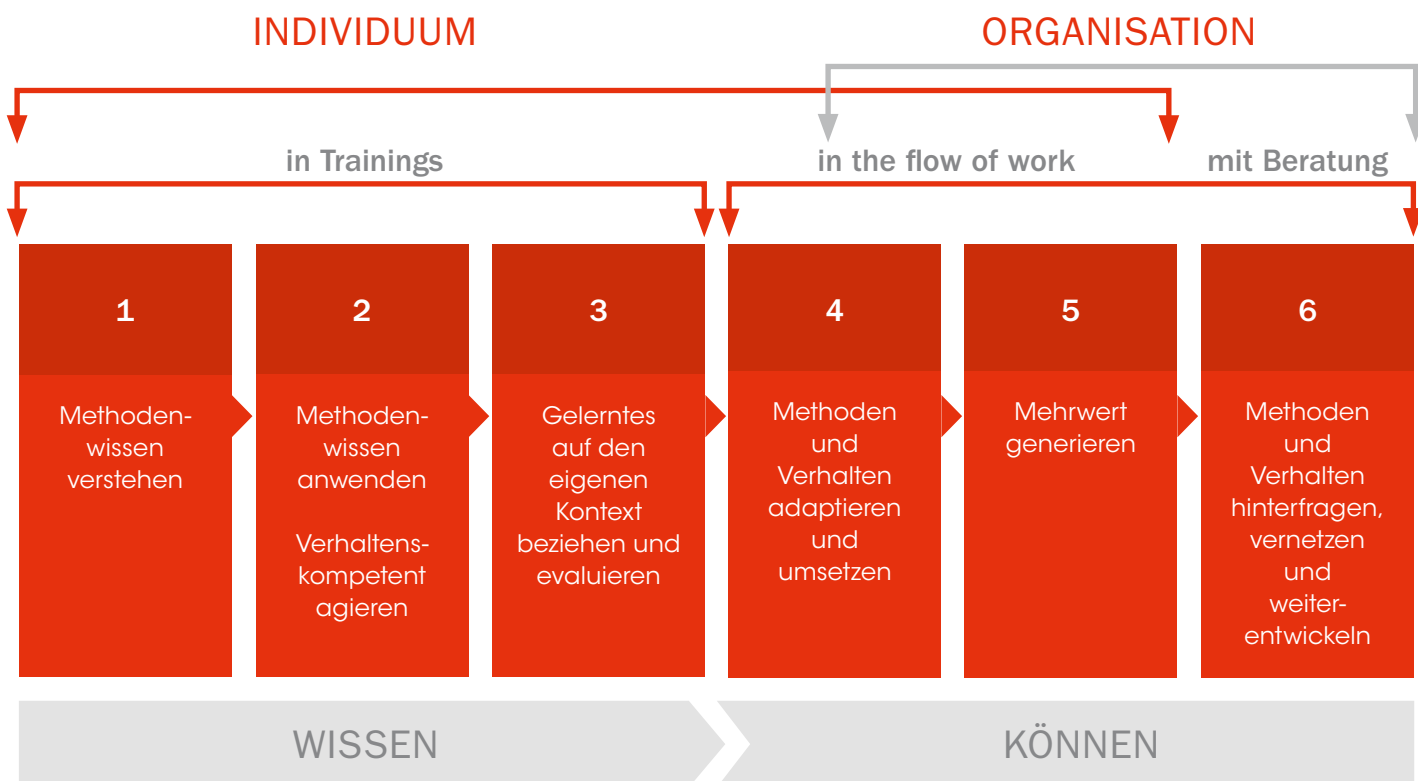 INDIVIDUUM
ORGANISATION
in Trainings
in the flow of work
mit Beratung
1
Methoden-
wissen
verstehen
2
Methoden-
wissen
anwenden
Verhaltens-
kompetent
agieren
3
Gelerntes
auf den
eigenen
Kontext
beziehen und
evaluieren
4
Methoden
und
Verhalten
adaptieren
und
umsetzen
5
Mehrwert
generieren
6
Methoden
und
Verhalten
hinterfragen,
vernetzen
und
weiter-
entwickeln
WISSEN
KÖNNEN